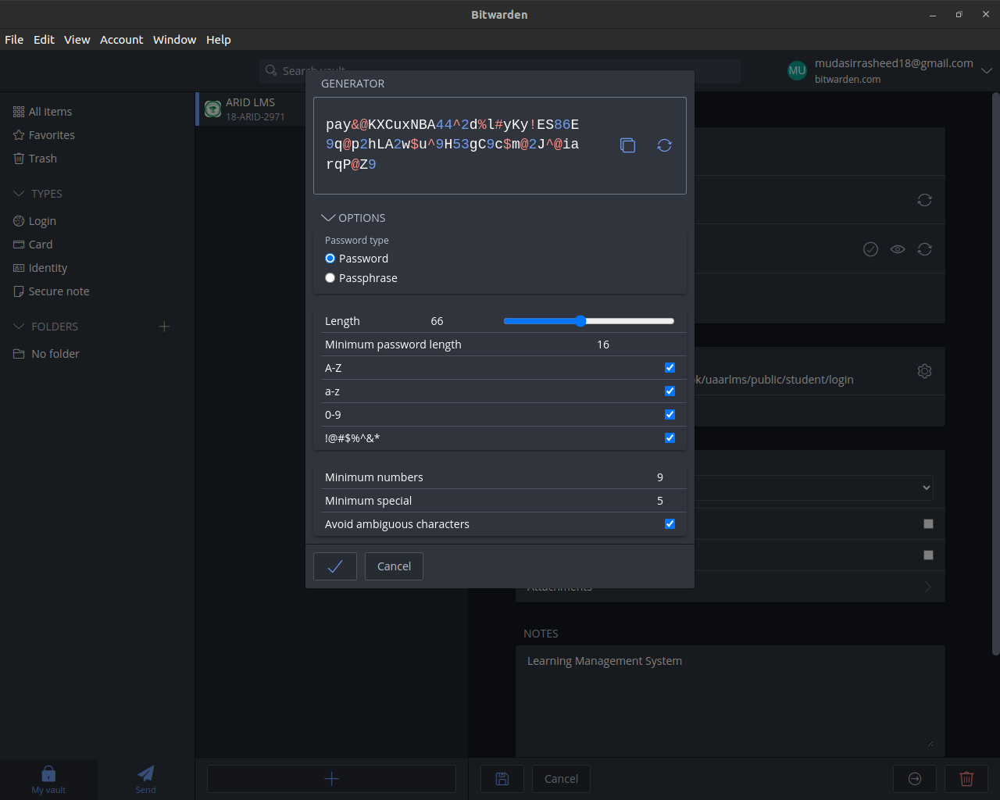 Bitwarden
File Edit View Account Window Help
Search vault
MU
mudasirrasheed18@gmail.com
bitwarden.com
All items
Favorites
Trash
TYPES
Login
Card
Identity
Secure note
FOLDERS
No folder
ARID LMS
18-ARID-2971
GENERATOR
pay&@KXCuxNBA44^2d%l#yKy!ES86E
9q@p2hLA2w$u^9H53gC9c$m@2J^@ia
rqP@Z9
OPTIONS
Password type
Password
Passphrase
Length 66
Minimum password length 16
A-Z
a-z
0-9
!@#$%^&*
Minimum numbers 9
Minimum special 5
Avoid ambiguous characters
Cancel
k/uaarlms/public/student/login
Attachments
NOTES
Learning Management System
My vault
Send
Cancel